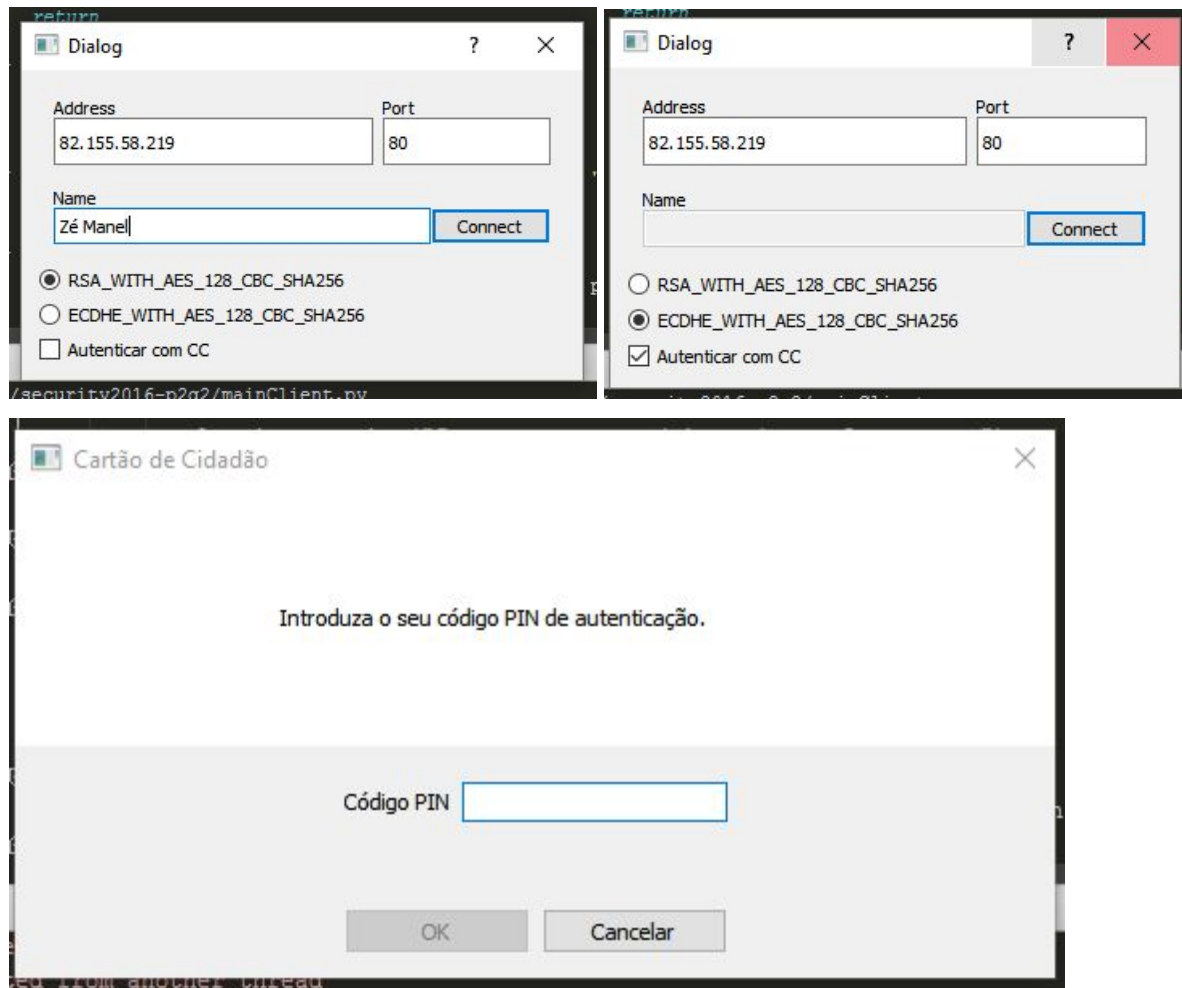 return
Dialog ? X
Address Port
82.155.58.219 80
Name
Zé Manel Connect
RSA_WITH_AES_128_CBC_SHA256
ECDHE_WITH_AES_128_CBC_SHA256
Autenticar com CC
/security2016-p2g2/mainClient.py
return
Dialog ? X
Address Port
82.155.58.219 80
Name
Connect
RSA_WITH_AES_128_CBC_SHA256
ECDHE_WITH_AES_128_CBC_SHA256
Autenticar com CC
Cartão de Cidadão
Introduza o seu código PIN de autenticação.
Código PIN
OK Cancelar
from another thread